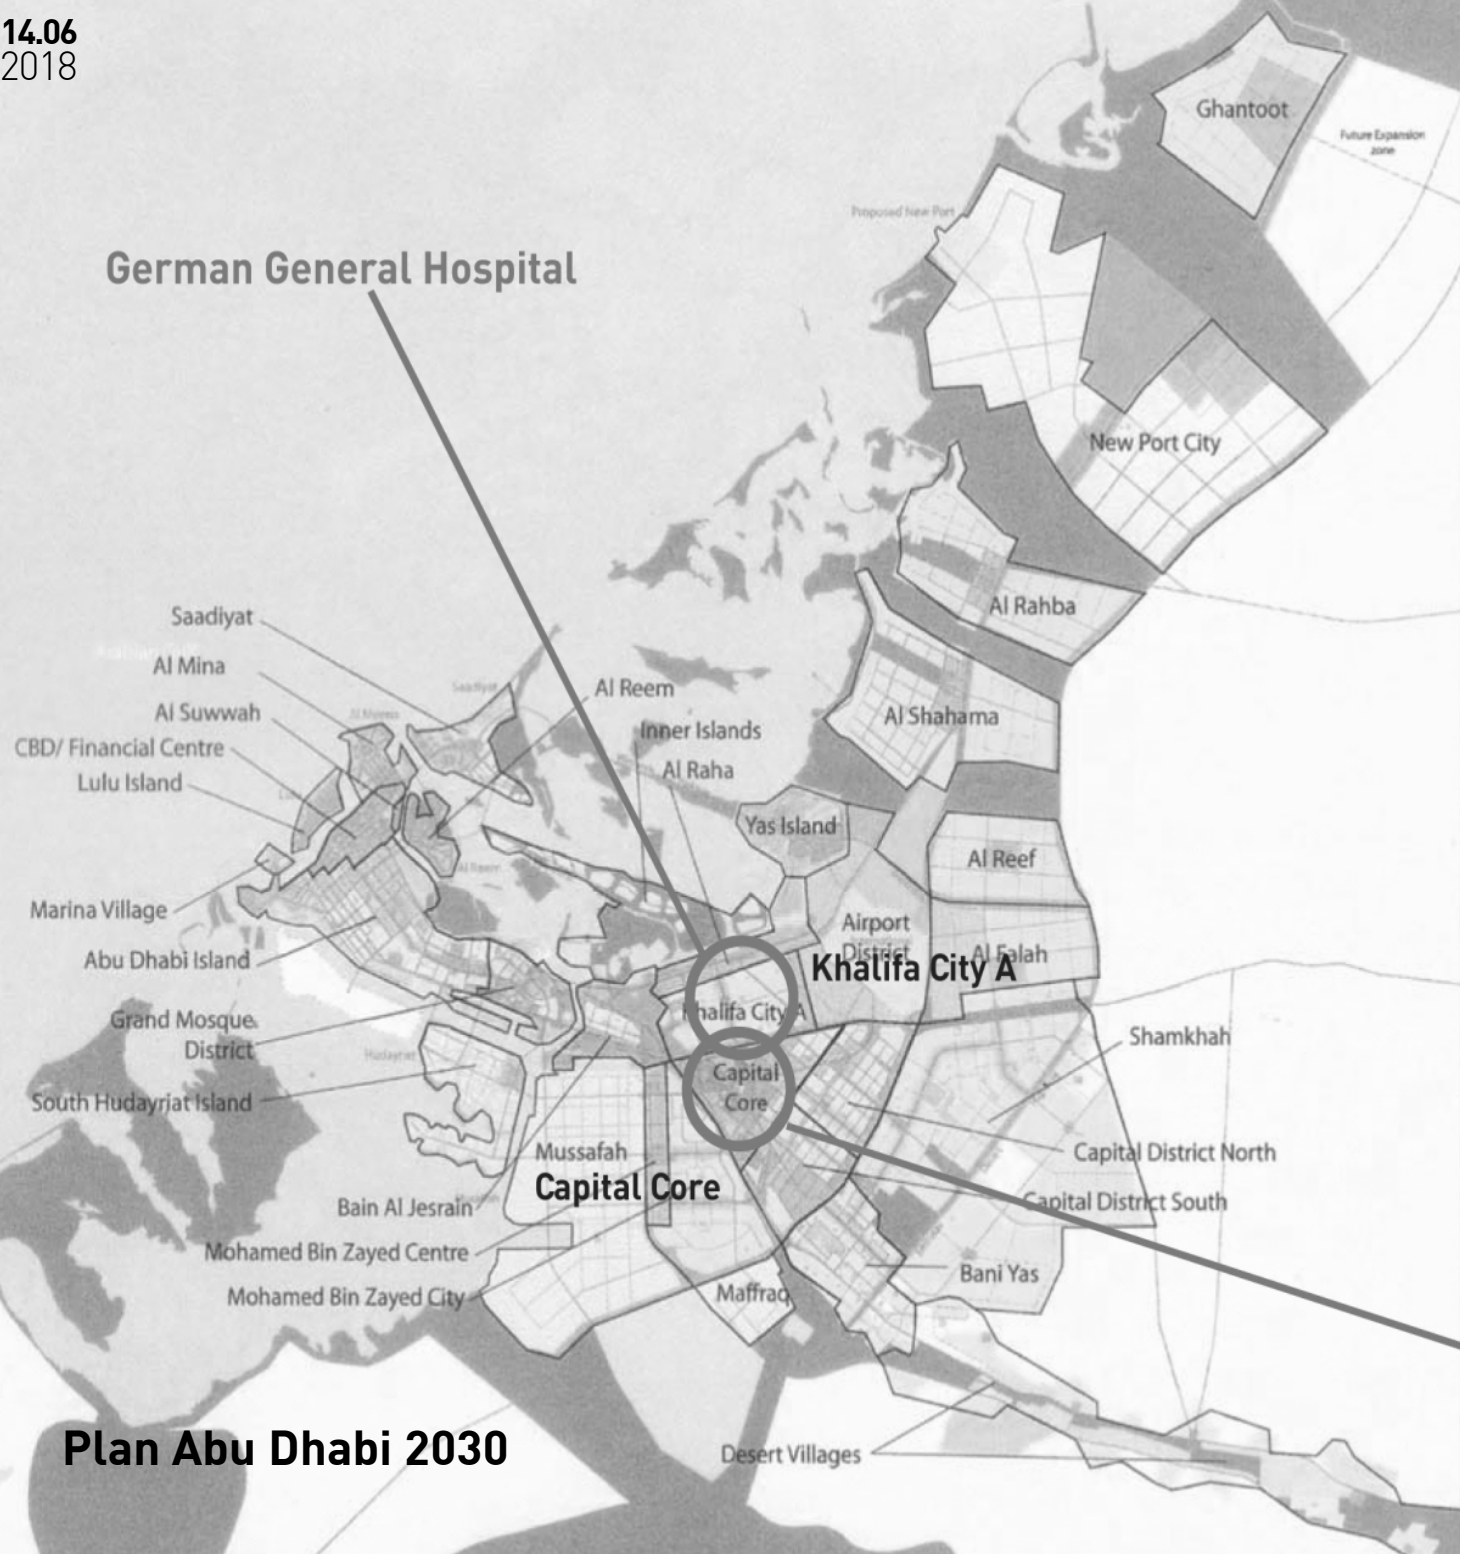 14.06
2018
Ghantoot
Future Expansion
zone
Proposed New Port
German General Hospital
New Port City
Al Rahba
Saadiyat
Al Mina
Al Reem
Saadiyat
Al Suwwah
Al Shahama
Inner Islands
CBD/ Financial Centre
Al Raha
Lulu Island
Yas Island
Al Reef
Al Reem
Marina Village
Airport
District
Al Falah
Abu Dhabi Island
Khalifa City A
Khalifa City A
Grand Mosque
District
Shamkhah
Hudayriat
Capital
Core
South Hudayriat Island
Mussafah
Capital District North
Capital Core
Capital District South
Bain Al Jesrain
Mohamed Bin Zayed Centre
Bani Yas
Mohamed Bin Zayed City
Maffraq
Plan Abu Dhabi 2030
Desert Villages